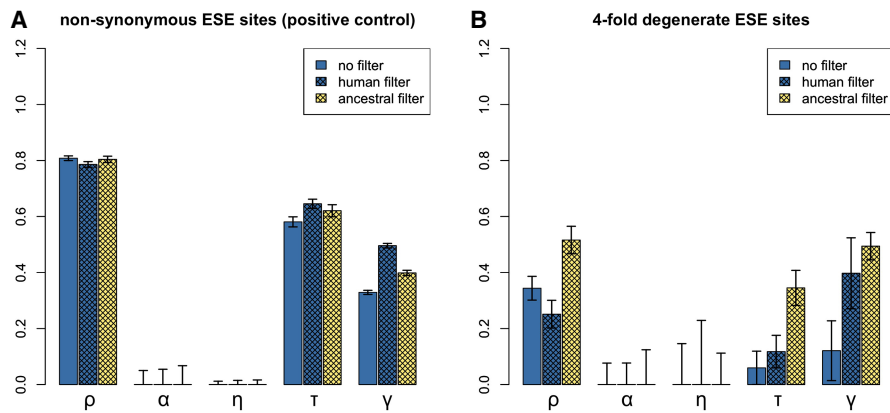 A non-synonymous ESE sites (positive control)
1.2
1.0
0.8
0.6
0.4
0.2
0.0
no filter
human filter
ancestral filter
ρ α η τ γ
B 4-fold degenerate ESE sites
1.2
1.0
0.8
0.6
0.4
0.2
0.0
no filter
human filter
ancestral filter
ρ α η τ γ